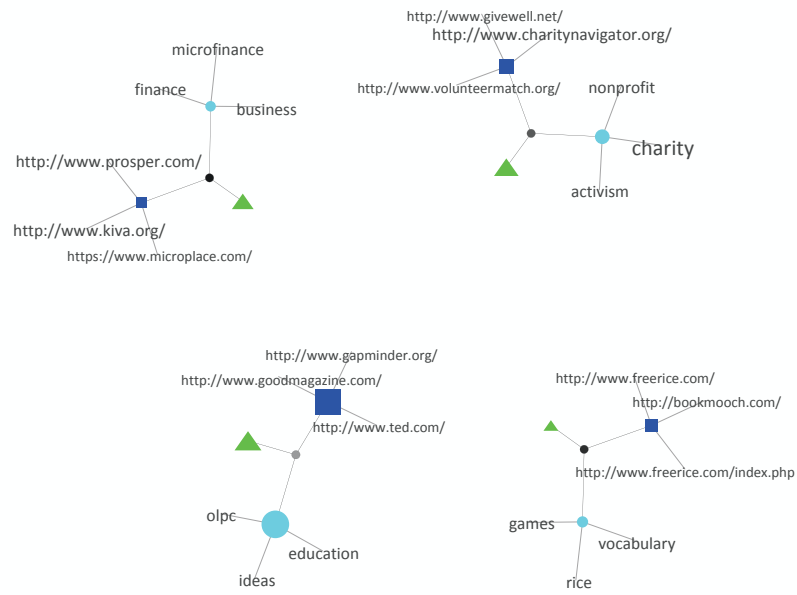 microfinance
finance
business
http://www.prosper.com/
http://www.kiva.org/
https://www.microplace.com/
http://www.givewell.net/
http://www.charitynavigator.org/
http://www.volunteermatch.org/
nonprofit
charity
activism
http://www.gapminder.org/
http://www.goodmagazine.com/
http://www.ted.com/
olpc
education
ideas
http://www.freerice.com/
http://bookmooch.com/
http://www.freerice.com/index.php
games
vocabulary
rice